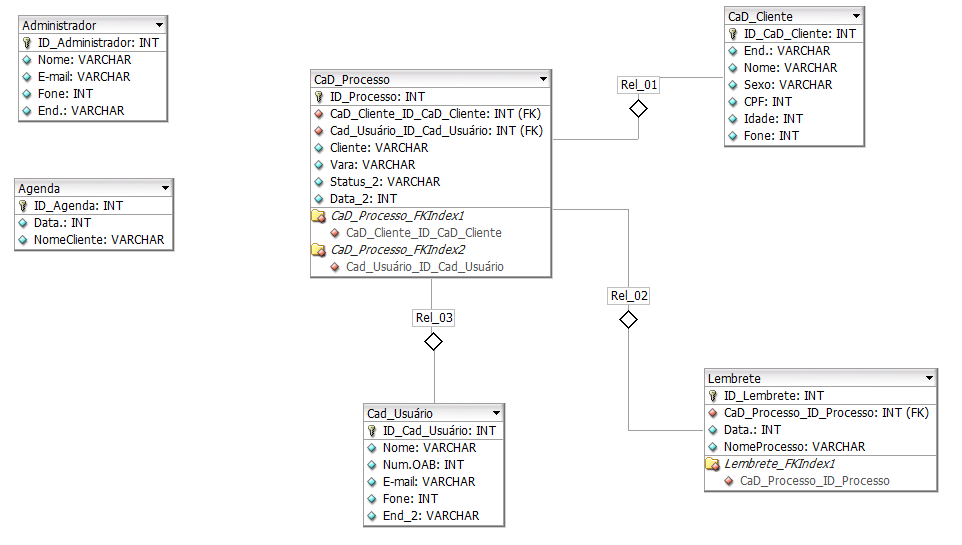 Administrador
ID_Administrador: INT
Nome: VARCHAR
E-mail: VARCHAR
Fone: INT
End.: VARCHAR
Agenda
ID_Agenda: INT
Data.: INT
NomeCliente: VARCHAR
CaD_Processo
ID_Processo: INT
CaD_Cliente_ID_CaD_Cliente: INT (FK)
Cad_Usuário_ID_Cad_Usuário: INT (FK)
Cliente: VARCHAR
Vara: VARCHAR
Status_2: VARCHAR
Data_2: INT
CaD_Processo_FKIndex1
CaD_Cliente_ID_CaD_Cliente
CaD_Processo_FKIndex2
Cad_Usuário_ID_Cad_Usuário
Rel_01
CaD_Cliente
ID_CaD_Cliente: INT
End.: VARCHAR
Nome: VARCHAR
Sexo: VARCHAR
CPF: INT
Idade: INT
Fone: INT
Rel_03
Rel_02
Cad_Usuário
ID_Cad_Usuário: INT
Nome: VARCHAR
Num.OAB: INT
E-mail: VARCHAR
Fone: INT
End_2: VARCHAR
Lembrete
ID_Lembrete: INT
CaD_Processo_ID_Processo: INT (FK)
Data.: INT
NomeProcesso: VARCHAR
Lembrete_FKIndex1
CaD_Processo_ID_Processo